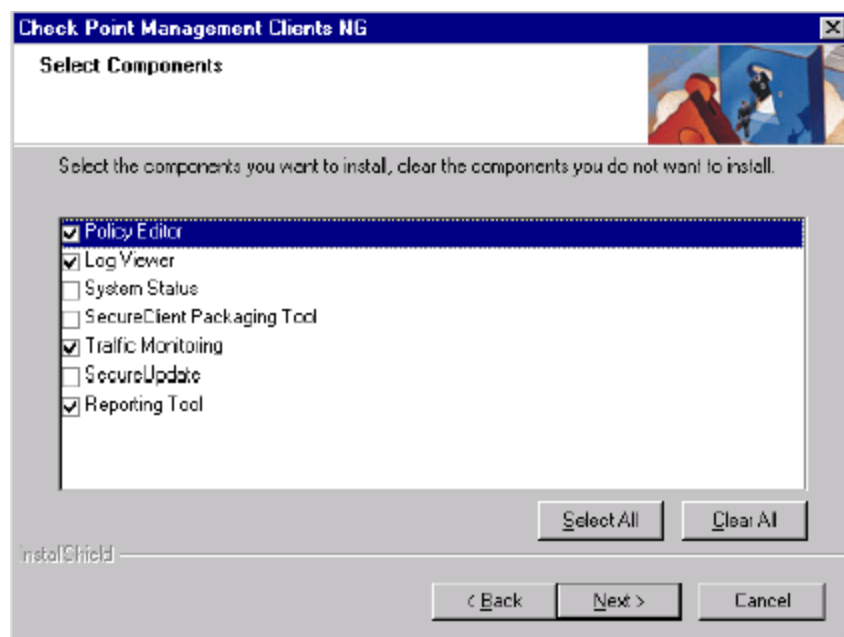 Check Point Management Clients NG
Select Components
Select the components you want to install, clear the components you do not want to install.
Policy Editor
Log Viewer
System Status
SecureClient Packaging Tool
Traffic Monitoring
SecureUpdate
Reporting Tool
Select All Clear All
InstallShield
< Back Next > Cancel